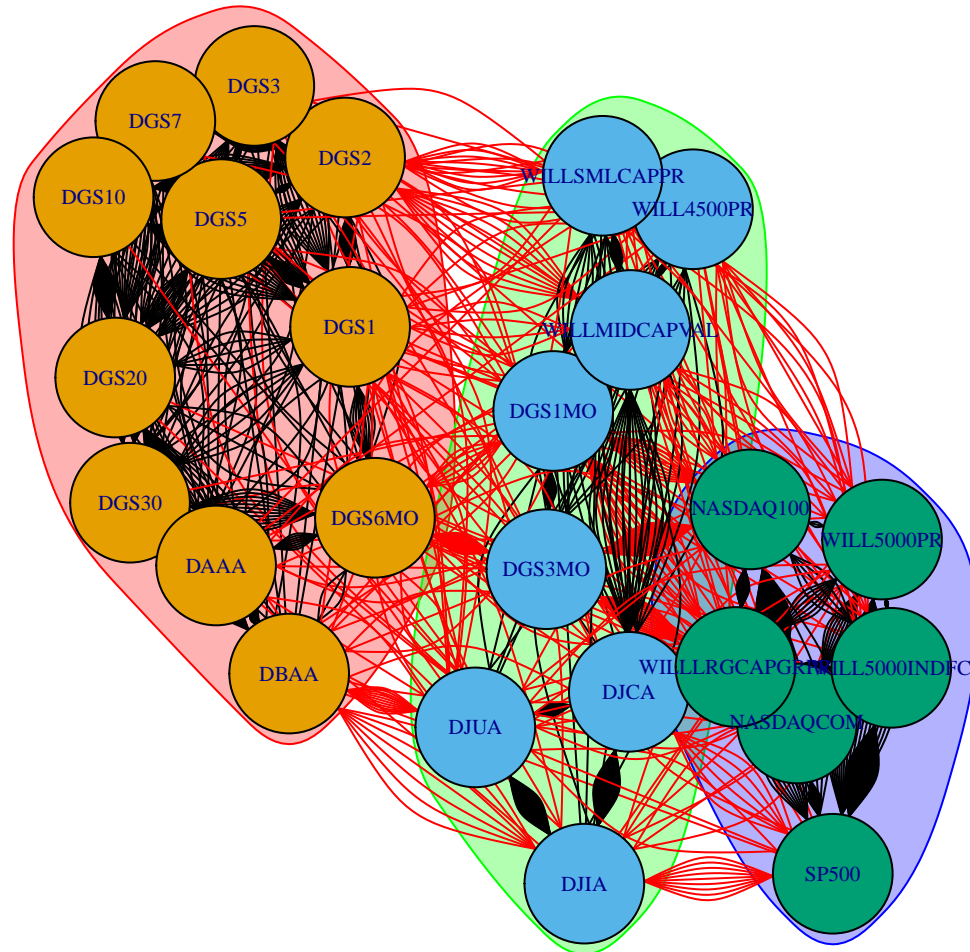 DGS3
DGS7
DGS2
WILLSMLCAPPR
DGS10
WILL4500PR
DGS5
DGS1
WILLMIDCAPVAL
DGS20
DGS1MO
DGS30
DGS6MO
NASDAQ100
WILL5000PR
DAAA
DGS3MO
DBAA
DJCA
WILL5000INDFC
DJUA
NASDAQCOM
SP500
DJIA